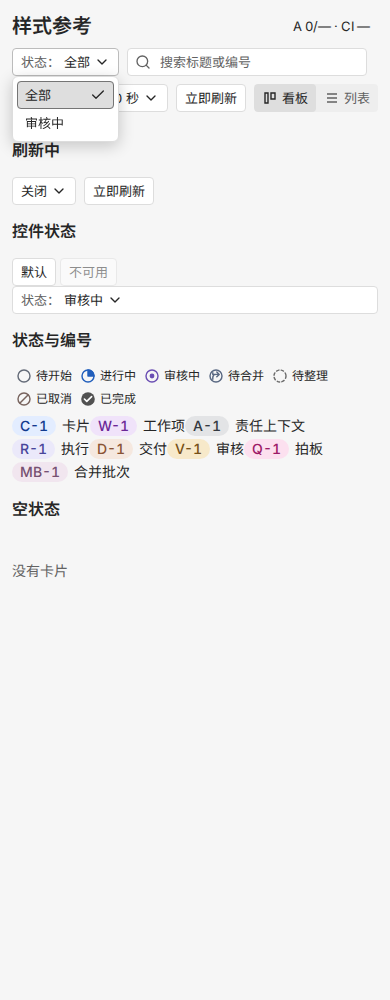 样式参考
A 0/— · CI —
状态： 全部
搜索标题或编号
全部
0 秒
立即刷新
看板
列表
审核中
刷新中
关闭
立即刷新
控件状态
默认
不可用
状态： 审核中
状态与编号
待开始 进行中 审核中 待合并 待整理
已取消 已完成
C-1 卡片 W-1 工作项 A-1 责任上下文
R-1 执行 D-1 交付 V-1 审核 Q-1 拍板
MB-1 合并批次
空状态
没有卡片